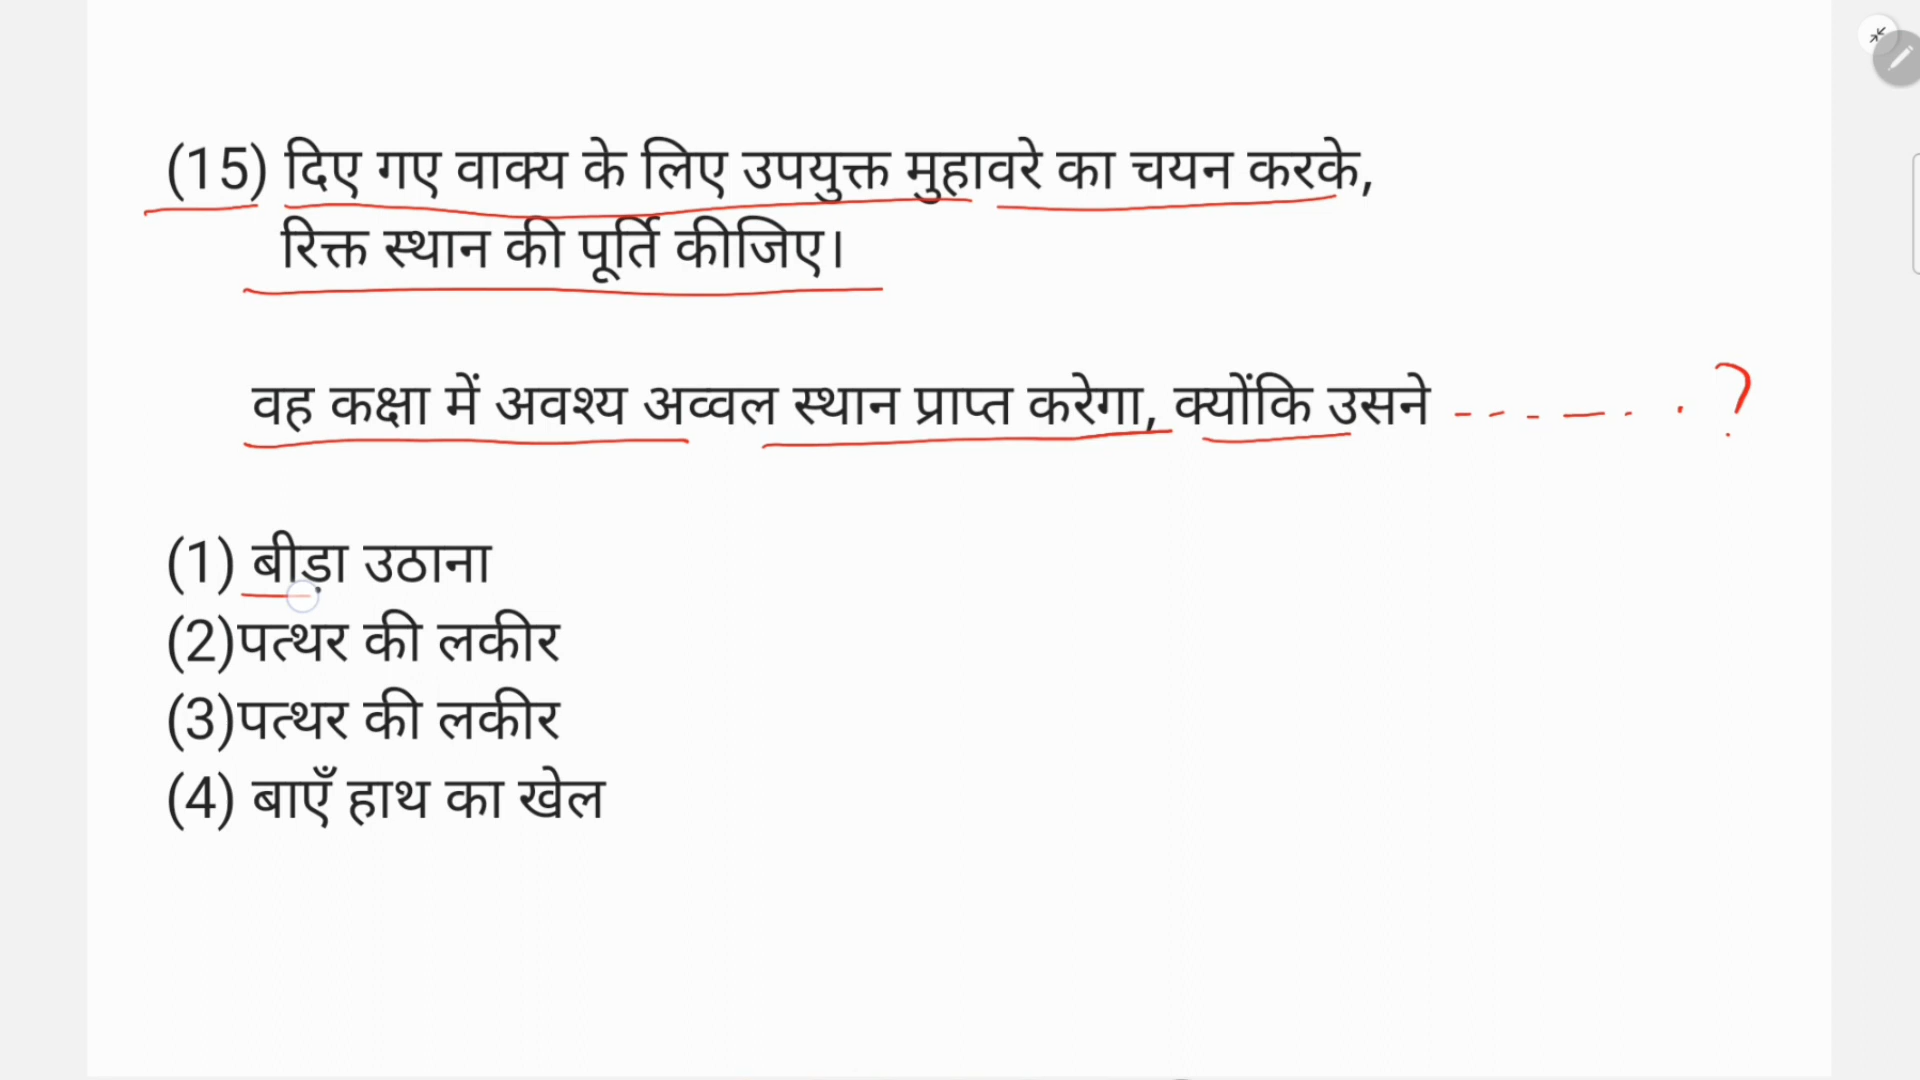 (15) दिए गए वाक्य के लिए उपयुक्त मुहावरे का चयन करके,
रिक्त स्थान की पूर्ति कीजिए।
वह कक्षा में अवश्य अव्वल स्थान प्राप्त करेगा, क्योंकि उसने - - - - - - - . . ?
(1) बीड़ा उठाना
(2)पत्थर की लकीर
(3)पत्थर की लकीर
(4) बाएँ हाथ का खेल